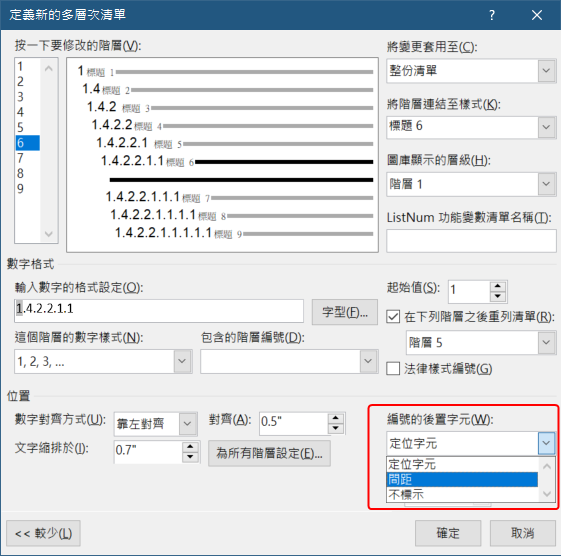 定義新的多層次清單
按一下要修改的階層(V):
1
2
3
4
5
6
7
8
9
1 標題 1
1.4 標題 2
1.4.2 標題 3
1.4.2.2 標題 4
1.4.2.2.1 標題 5
1.4.2.2.1.1 標題 6
1.4.2.2.1.1.1 標題 7
1.4.2.2.1.1.1.1 標題 8
1.4.2.2.1.1.1.1.1 標題 9
將變更套用至(C):
整份清單
將階層連結至樣式(K):
標題 6
圖庫顯示的層級(H):
階層 1
ListNum 功能變數清單名稱(T):
數字格式
輸入數字的格式設定(O):
1.4.2.2.1.1
字型(F)...
這個階層的數字樣式(N):
1, 2, 3, ...
包含的階層編號(D):
起始值(S):
1
在下列階層之後重列清單(R):
階層 5
法律樣式編號(G)
位置
數字對齊方式(U):
靠左對齊
對齊(A):
0.5"
文字縮排於(I):
0.7"
為所有階層設定(E)...
編號的後置字元(W):
定位字元
定位字元
間距
不標示
<< 較少(L)
確定
取消